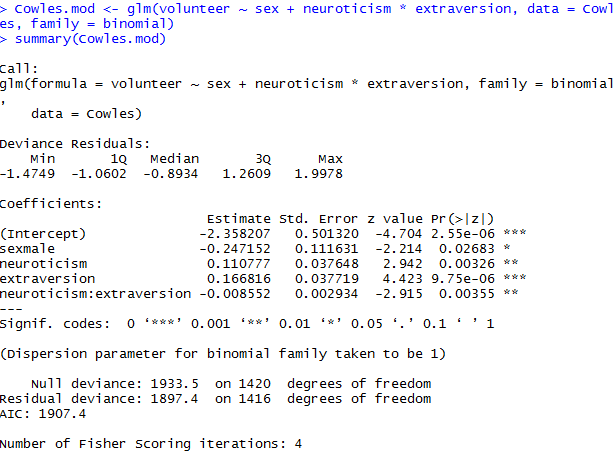 > Cowles.mod <- glm(volunteer ~ sex + neuroticism * extraversion, data = Cowl
es, family = binomial)
> summary(Cowles.mod)
Call:
glm(formula = volunteer ~ sex + neuroticism * extraversion, family = binomial
,
    data = Cowles)
Deviance Residuals:
    Min      1Q  Median      3Q     Max
-1.4749 -1.0602 -0.8934  1.2609  1.9978
Coefficients:
                         Estimate Std. Error z value Pr(>|z|)
(Intercept)              -2.358207   0.501320  -4.704 2.55e-06 ***
sexmale                  -0.247152   0.111631  -2.214  0.02683 *
neuroticism               0.110777   0.037648   2.942  0.00326 **
extraversion              0.166816   0.037719   4.423 9.75e-06 ***
neuroticism:extraversion -0.008552   0.002934  -2.915  0.00355 **
---
Signif. codes:  0 ‘***’ 0.001 ‘**’ 0.01 ‘*’ 0.05 ‘.’ 0.1 ‘ ’ 1
(Dispersion parameter for binomial family taken to be 1)
    Null deviance: 1933.5  on 1420  degrees of freedom
Residual deviance: 1897.4  on 1416  degrees of freedom
AIC: 1907.4
Number of Fisher Scoring iterations: 4